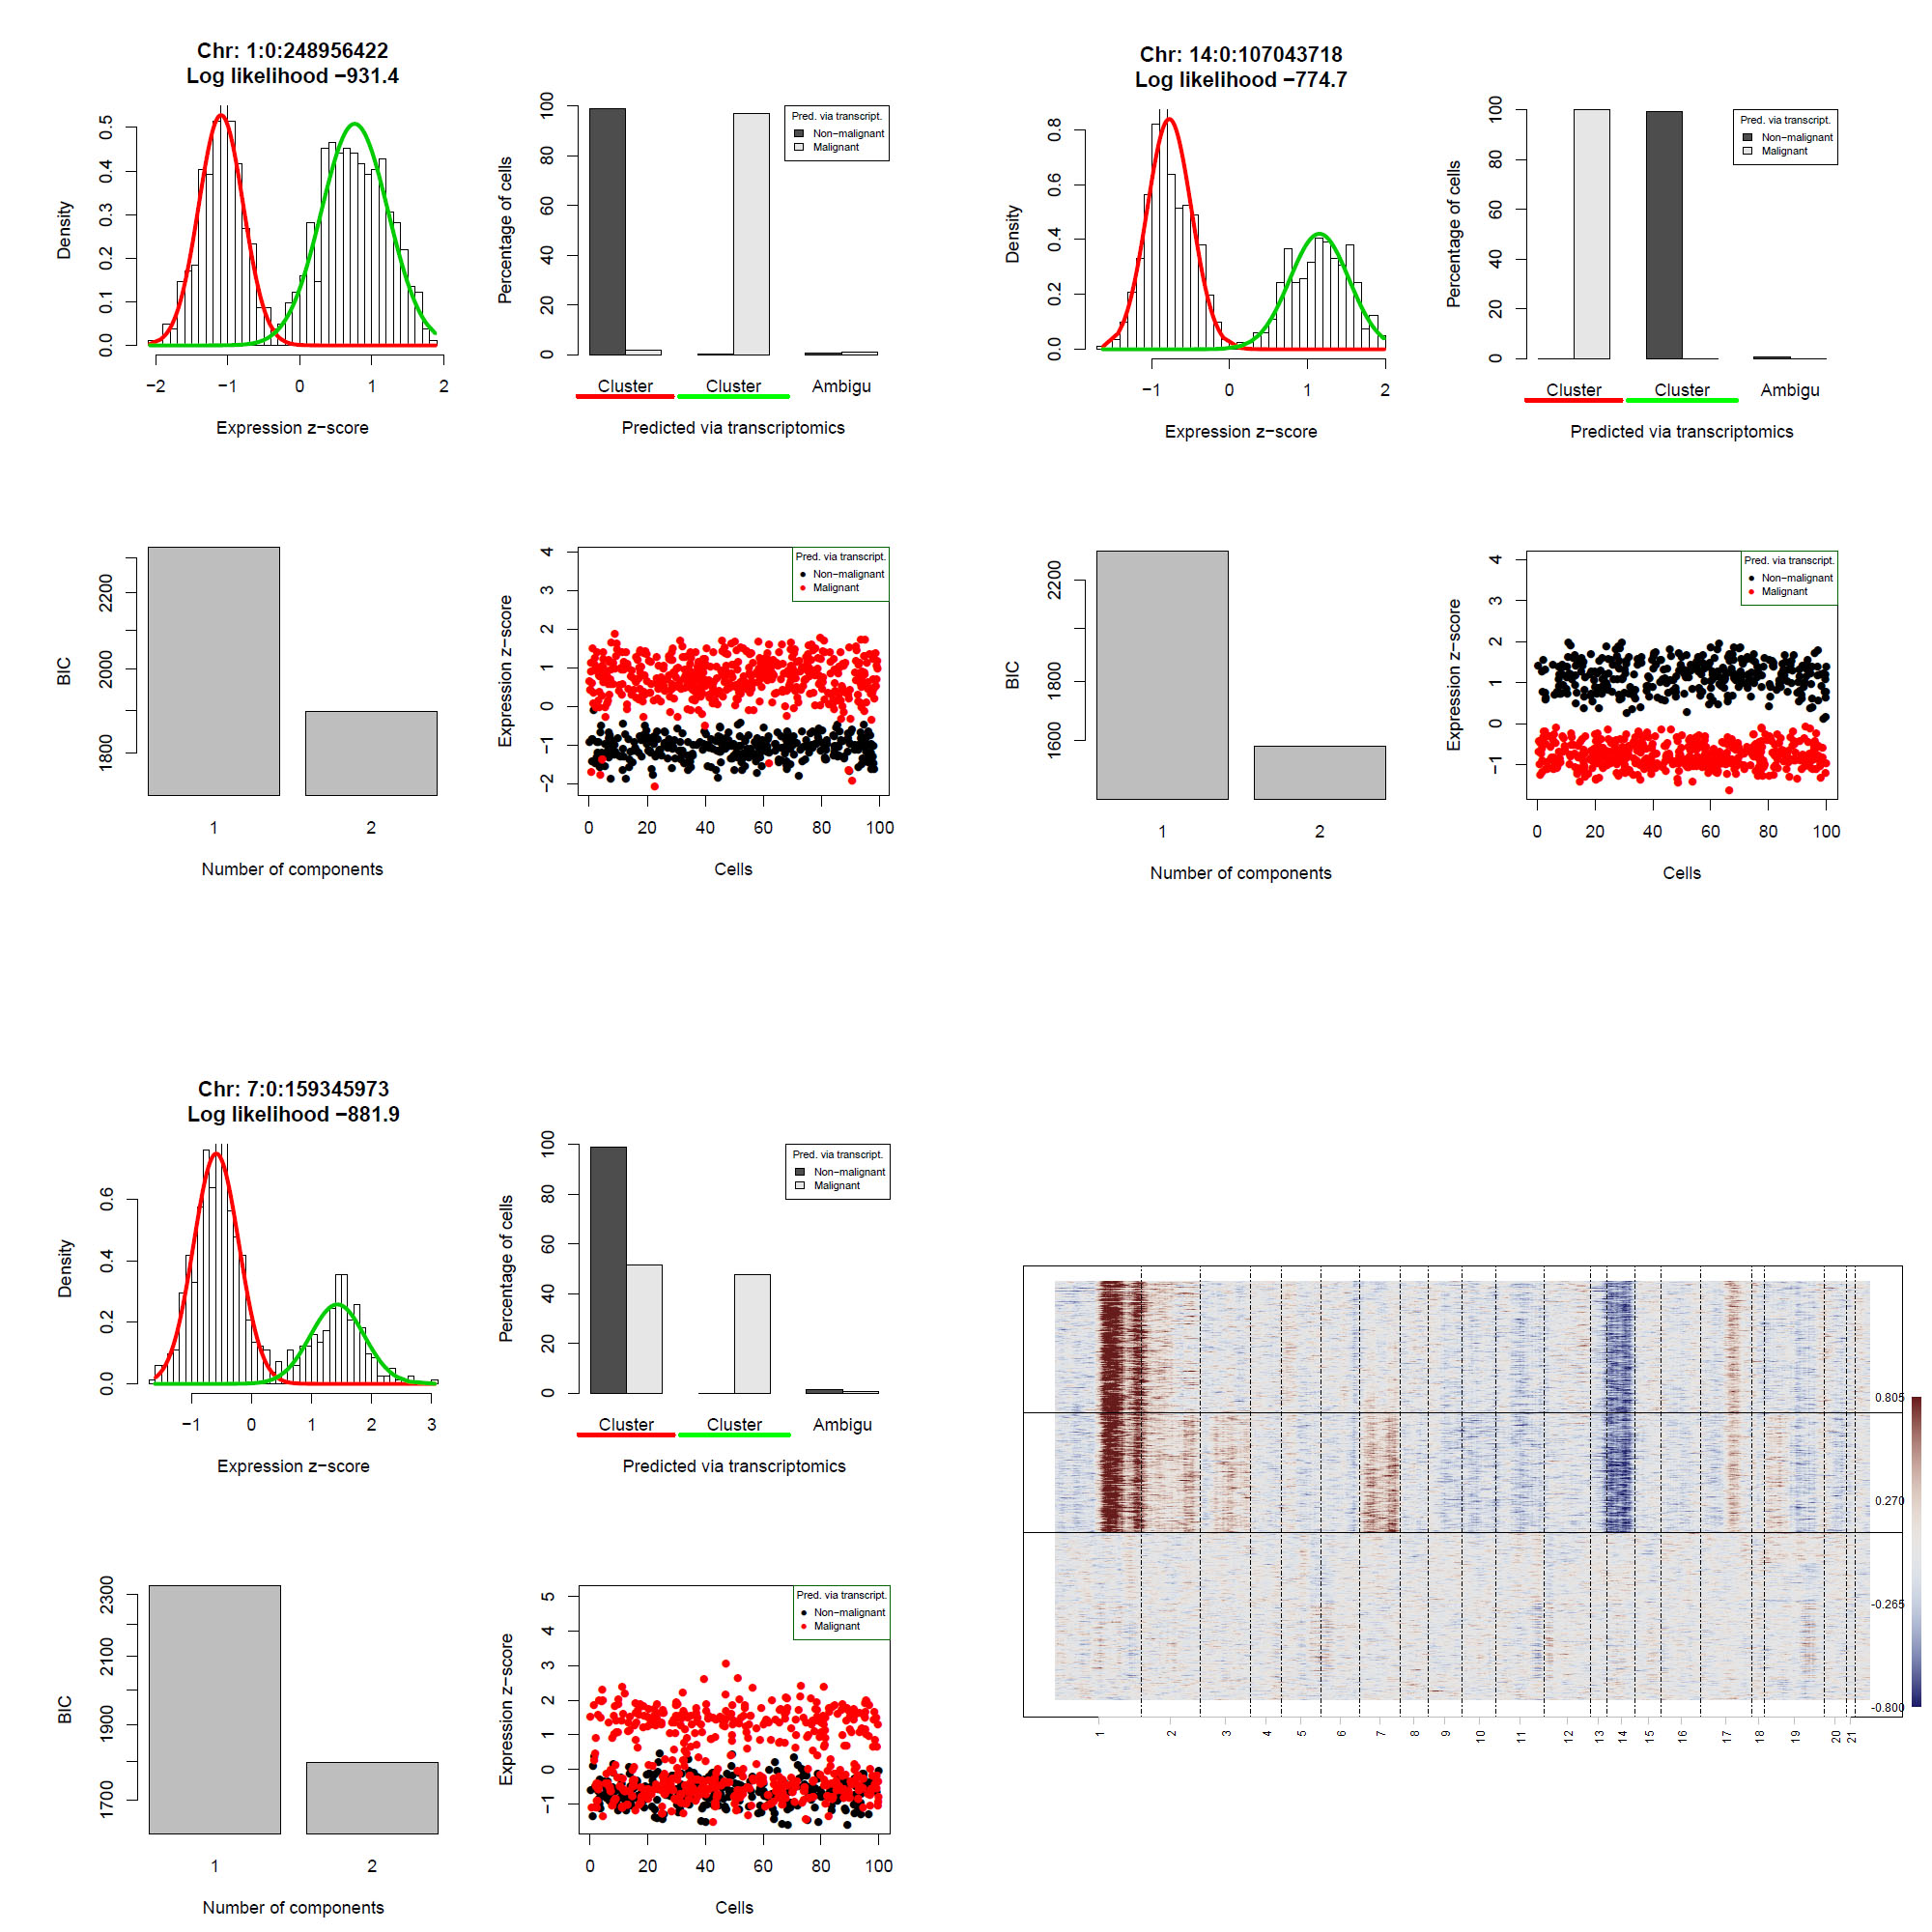 Chr: 1:0:248956422
Log likelihood −931.4
Density
0.0 0.1 0.2 0.3 0.4 0.5
−2 −1 0 1 2
Expression z−score
Percentage of cells
0 20 40 60 80 100
Pred. via transcript.
Non−malignant
Malignant
Cluster Cluster Ambigu
Predicted via transcriptomics
Chr: 14:0:107043718
Log likelihood −774.7
Density
0.0 0.2 0.4 0.6 0.8
−1 0 1 2
Expression z−score
Percentage of cells
0 20 40 60 80 100
Pred. via transcript.
Non−malignant
Malignant
Cluster Cluster Ambigu
Predicted via transcriptomics
BIC
1800 2000 2200
1 2
Number of components
Expression z−score
−2 −1 0 1 2 3 4
Pred. via transcript.
Non−malignant
Malignant
0 20 40 60 80 100
Cells
BIC
1600 1800 2200
1 2
Number of components
Expression z−score
−1 0 1 2 3 4
Pred. via transcript.
Non−malignant
Malignant
0 20 40 60 80 100
Cells
Chr: 7:0:159345973
Log likelihood −881.9
Density
0.0 0.2 0.4 0.6
−1 0 1 2 3
Expression z−score
Percentage of cells
0 20 40 60 80 100
Pred. via transcript.
Non−malignant
Malignant
Cluster Cluster Ambigu
Predicted via transcriptomics
BIC
1700 1900 2100 2300
1 2
Number of components
Expression z−score
−1 0 1 2 3 4 5
Pred. via transcript.
Non−malignant
Malignant
0 20 40 60 80 100
Cells
0.805
0.270
-0.265
-0.800
1 2 3 4 5 6 7 8 9 10 11 12 13 14 15 16 17 18 19 20 21